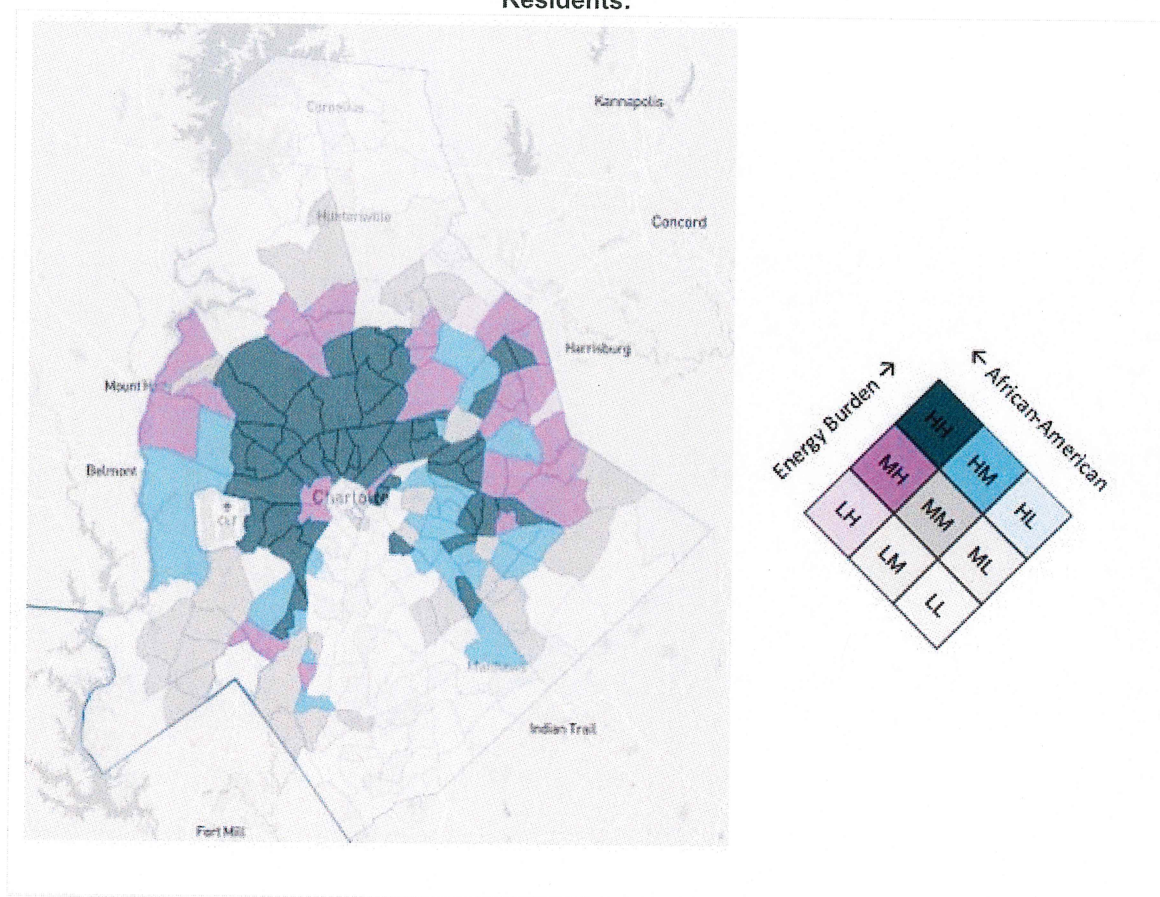 Residents:
Cornelius
Kannapolis
Huntersville
Concord
Harrisburg
Mount
Belmont
Charlotte
CLT
Indian Trail
Fort Mill
Energy Burden →
← African-American
HH
MH
HM
LH
MM
HL
LM
ML
LL